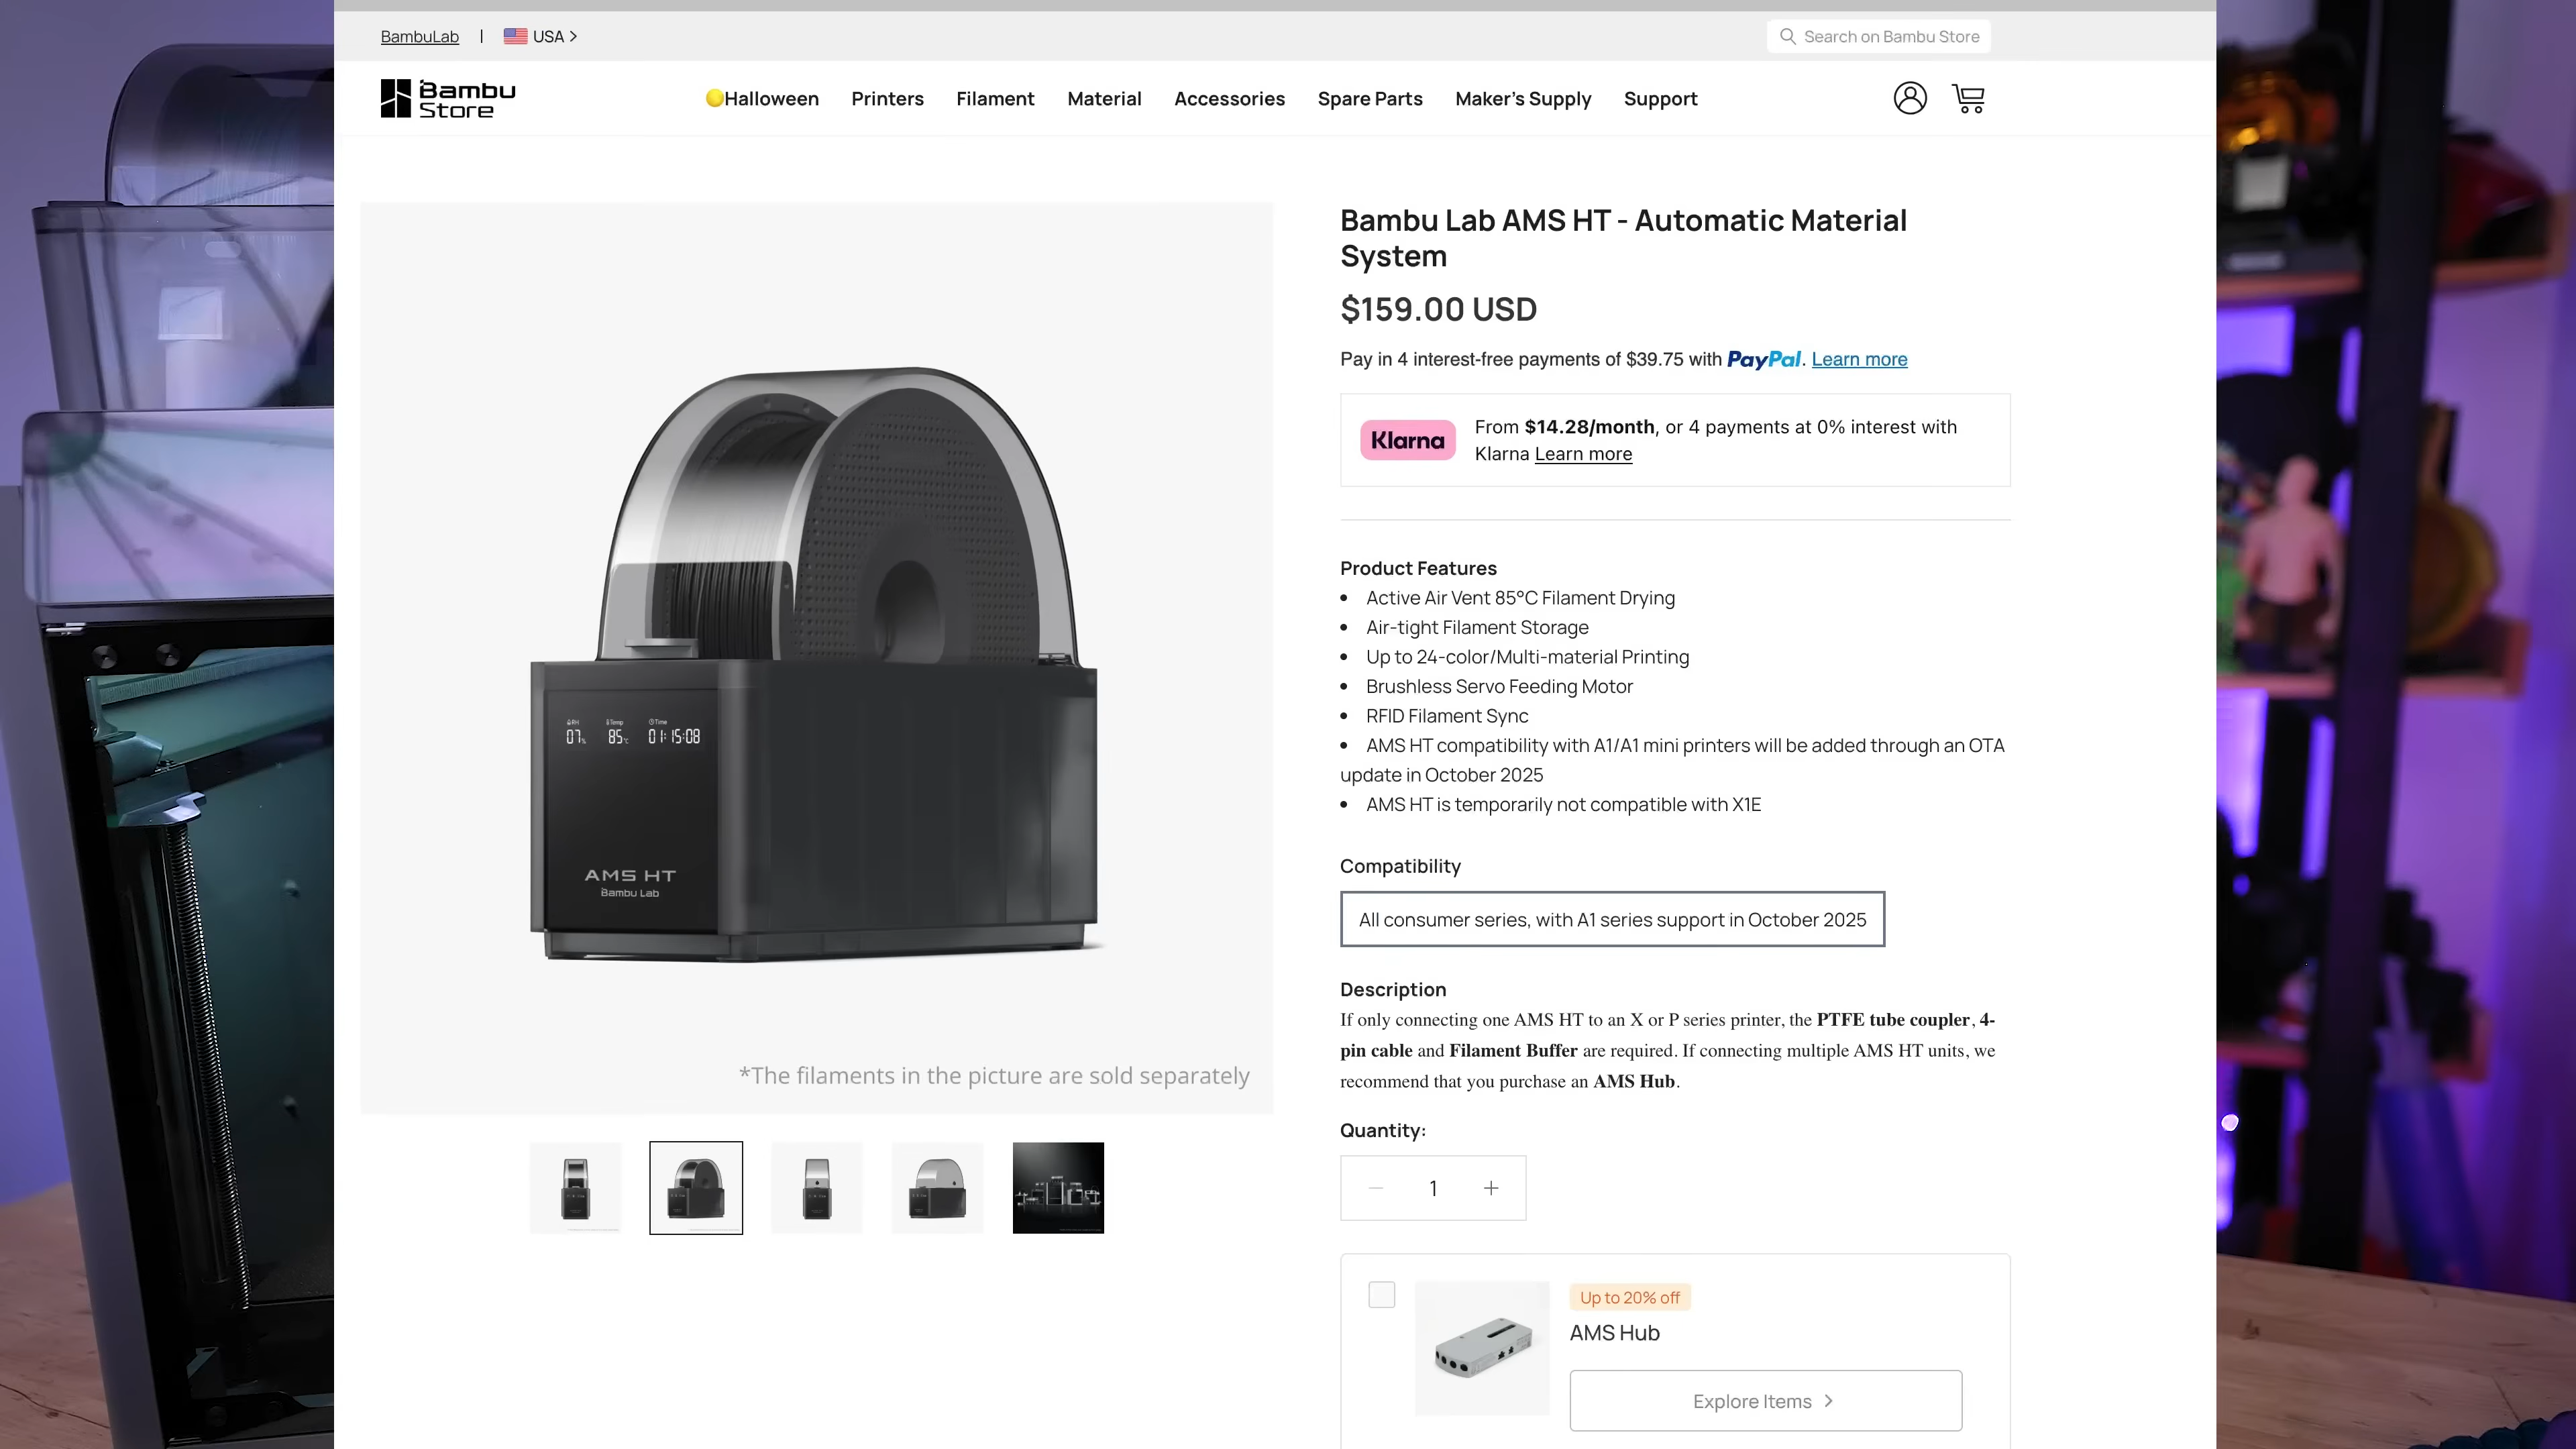 BambuLab | USA >
Search on Bambu Store
Bambu
Store
Halloween Printers Filament Material Accessories Spare Parts Maker's Supply Support
RH Temp Time
07% 85°C 01:15:08
AMS HT
Bambu Lab
*The filaments in the picture are sold separately
Bambu Lab AMS HT - Automatic Material
System
$159.00 USD
Pay in 4 interest-free payments of $39.75 with PayPal. Learn more
Klarna
From $14.28/month, or 4 payments at 0% interest with
Klarna Learn more
Product Features
• Active Air Vent 85°C Filament Drying
• Air-tight Filament Storage
• Up to 24-color/Multi-material Printing
• Brushless Servo Feeding Motor
• RFID Filament Sync
• AMS HT compatibility with A1/A1 mini printers will be added through an OTA
update in October 2025
• AMS HT is temporarily not compatible with X1E
Compatibility
All consumer series, with A1 series support in October 2025
Description
If only connecting one AMS HT to an X or P series printer, the PTFE tube coupler, 4-
pin cable and Filament Buffer are required. If connecting multiple AMS HT units, we
recommend that you purchase an AMS Hub.
Quantity:
− 1 +
Up to 20% off
AMS Hub
Explore Items >